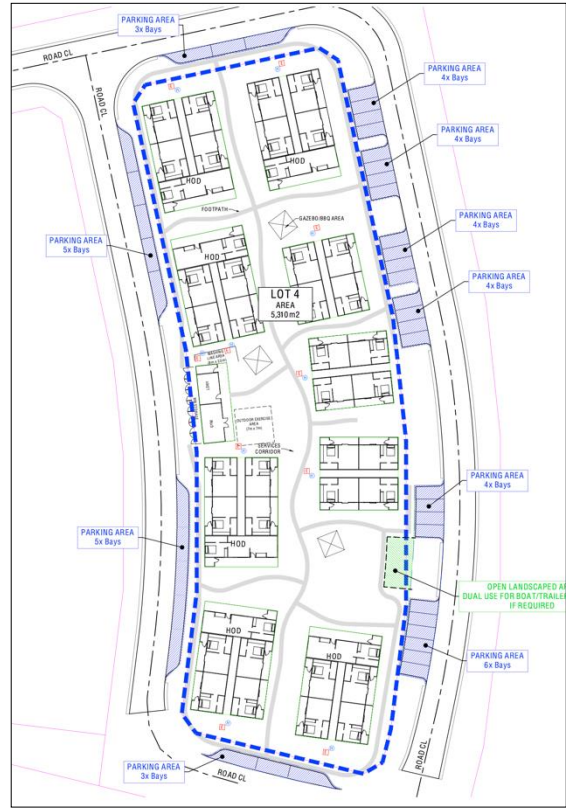 PARKING AREA
3x Bays
ROAD CL
ROAD CL
PARKING AREA
4x Bays
PARKING AREA
4x Bays
HOD
HOD
FOOTPATH
GAZEBO/BBQ AREA
PARKING AREA
4x Bays
PARKING AREA
5x Bays
HOD
PARKING AREA
4x Bays
LOT 4
AREA
5,310 m2
SERVICES
CORRIDOR
PARKING AREA
4x Bays
PARKING AREA
5x Bays
HOD
OPEN LANDSCAPED A
DUAL USE FOR BOAT/TRAILE
IF REQUIRED
HOD
HOD
PARKING AREA
6x Bays
ROAD CL
PARKING AREA
3x Bays
ROAD CL